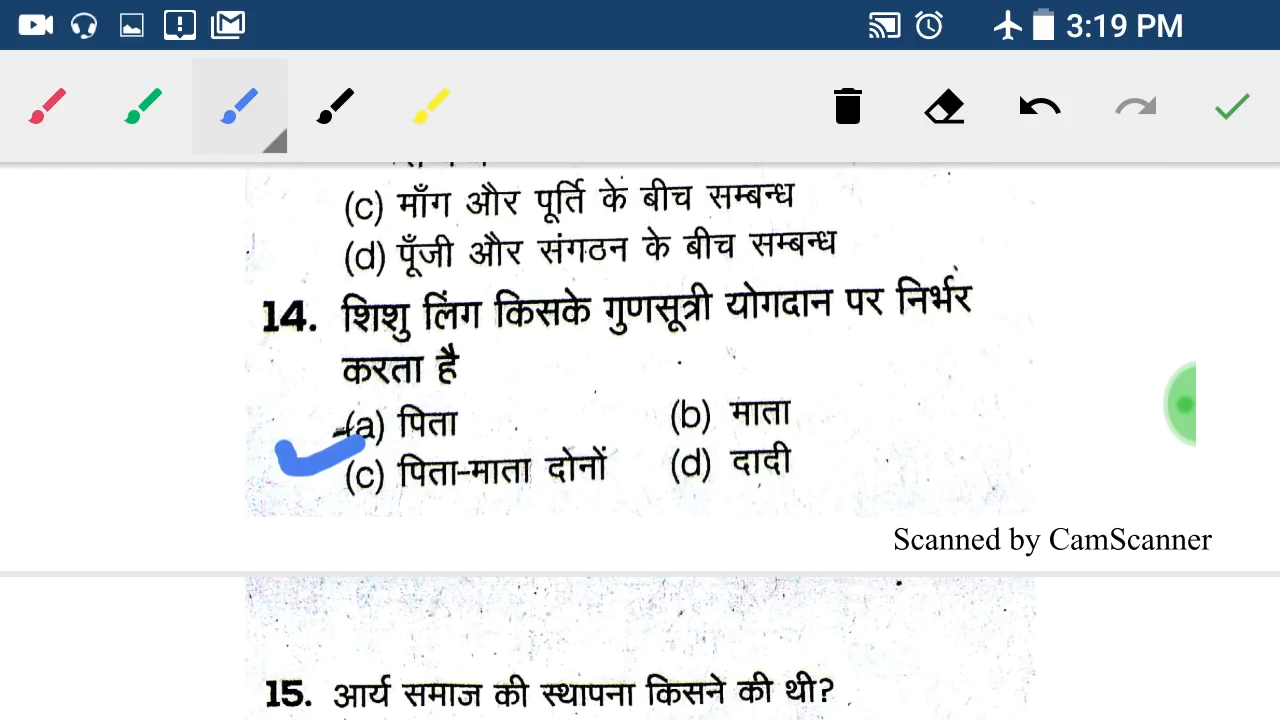 3:19 PM
(c) माँग और पूर्ति के बीच सम्बन्ध
(d) पूँजी और संगठन के बीच सम्बन्ध
14. शिशु लिंग किसके गुणसूत्री योगदान पर निर्भर
करता है
(a) पिता (b) माता
(c) पिता-माता दोनों (d) दादी
Scanned by CamScanner
15. आर्य समाज की स्थापना किसने की थी?